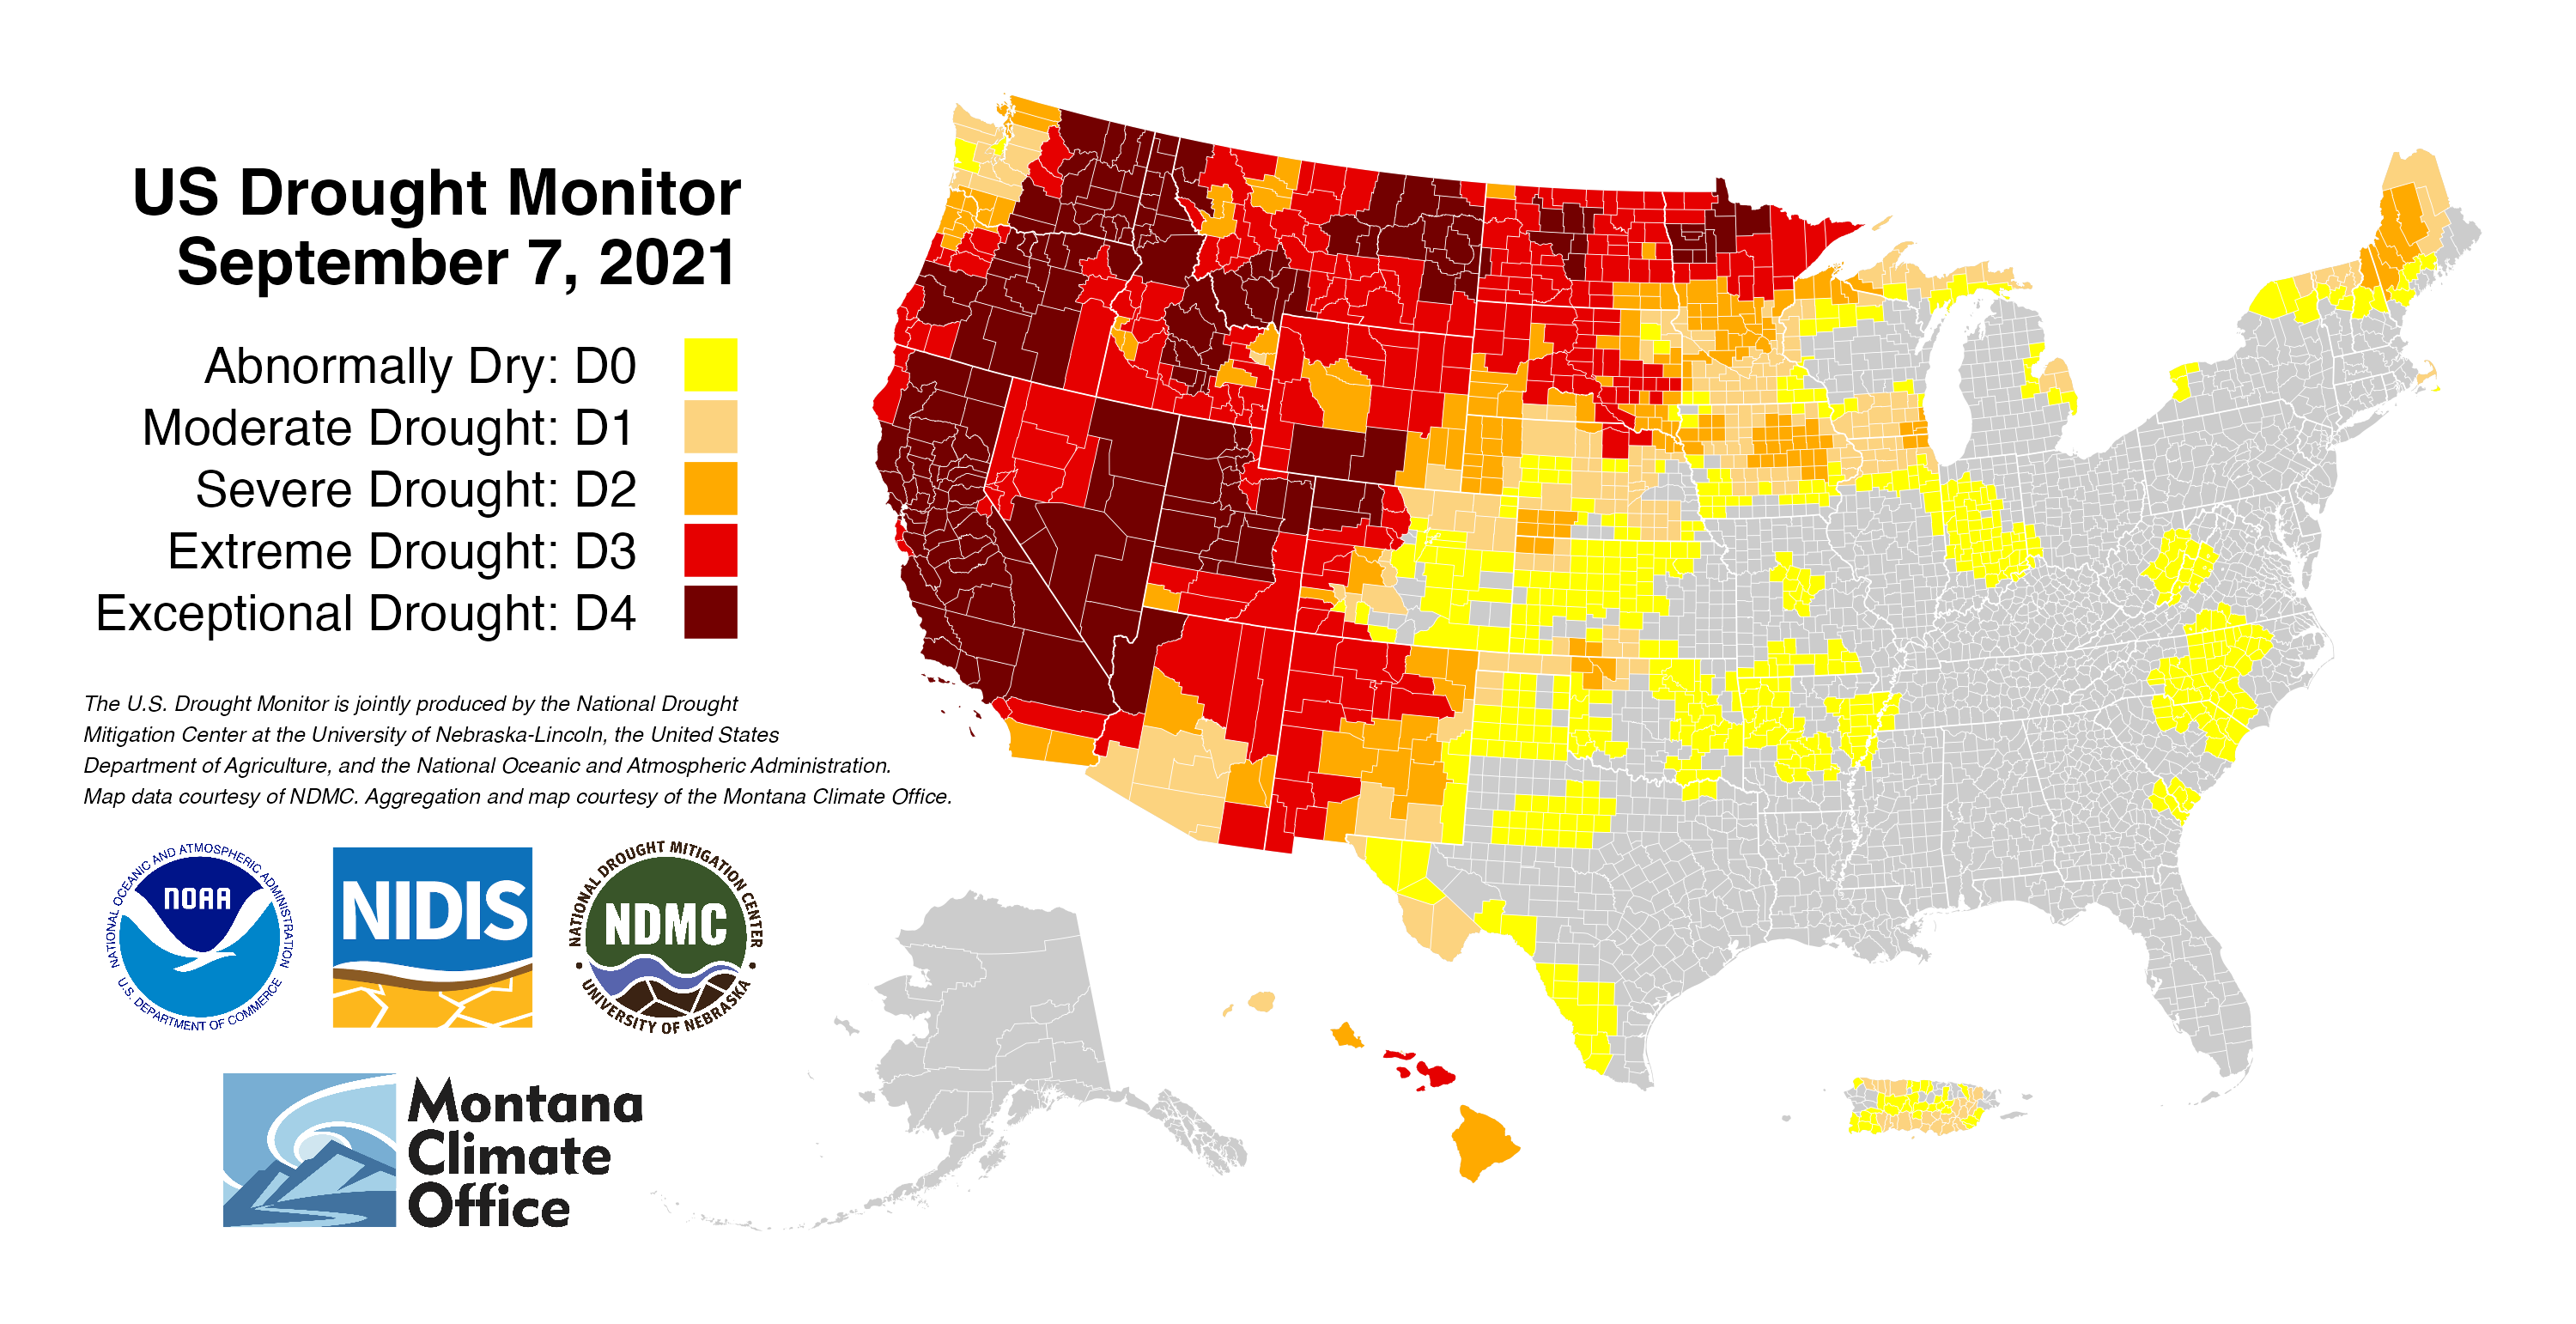 US Drought Monitor
September 7, 2021
Abnormally Dry: D0
Moderate Drought: D1
Severe Drought: D2
Extreme Drought: D3
Exceptional Drought: D4
The U.S. Drought Monitor is jointly produced by the National Drought
Mitigation Center at the University of Nebraska-Lincoln, the United States
Department of Agriculture, and the National Oceanic and Atmospheric Administration.
Map data courtesy of NDMC. Aggregation and map courtesy of the Montana Climate Office.
NATIONAL OCEANIC AND ATMOSPHERIC ADMINISTRATION
NOAA
U.S. DEPARTMENT OF COMMERCE
NIDIS
NATIONAL DROUGHT MITIGATION CENTER
NDMC
UNIVERSITY OF NEBRASKA
Montana
Climate
Office